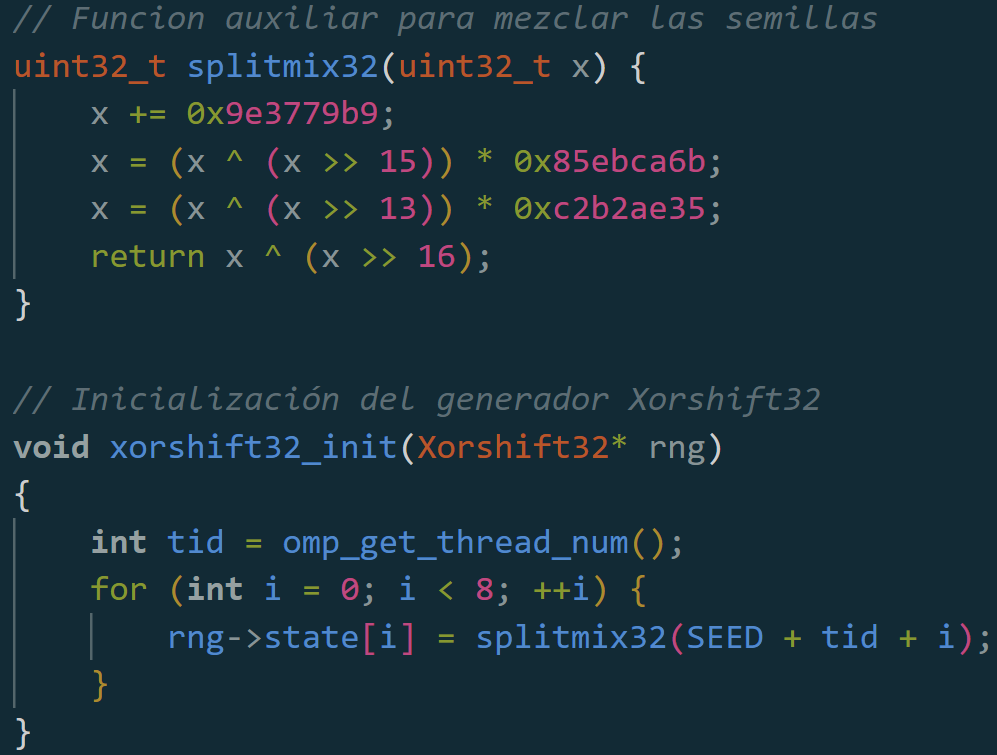 // Funcion auxiliar para mezclar las semillas
uint32_t splitmix32(uint32_t x) {
    x += 0x9e3779b9;
    x = (x ^ (x >> 15)) * 0x85ebca6b;
    x = (x ^ (x >> 13)) * 0xc2b2ae35;
    return x ^ (x >> 16);
}

// Inicialización del generador Xorshift32
void xorshift32_init(Xorshift32* rng)
{
    int tid = omp_get_thread_num();
    for (int i = 0; i < 8; ++i) {
        rng->state[i] = splitmix32(SEED + tid + i);
    }
}